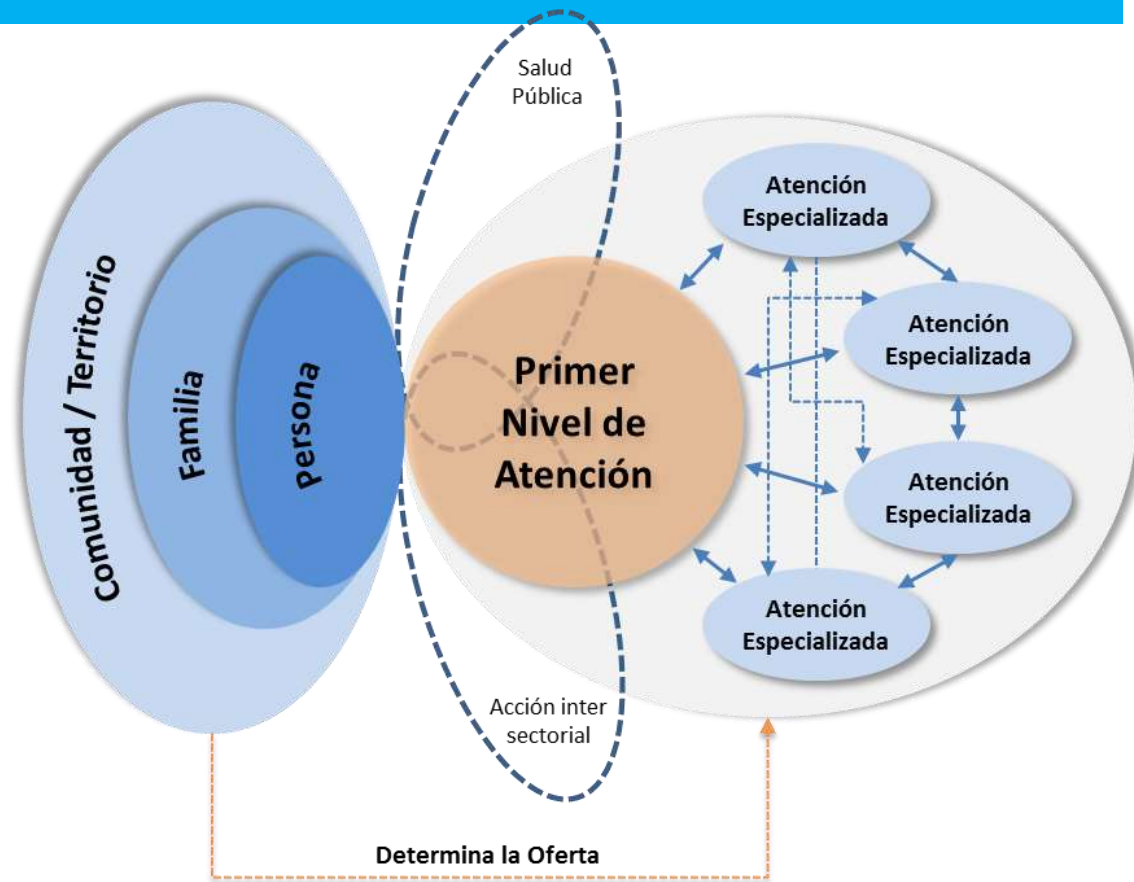 Salud
Pública
Comunidad / Territorio
Familia
Persona
Primer
Nivel de
Atención
Atención
Especializada
Atención
Especializada
Atención
Especializada
Atención
Especializada
Acción inter
sectorial
Determina la Oferta